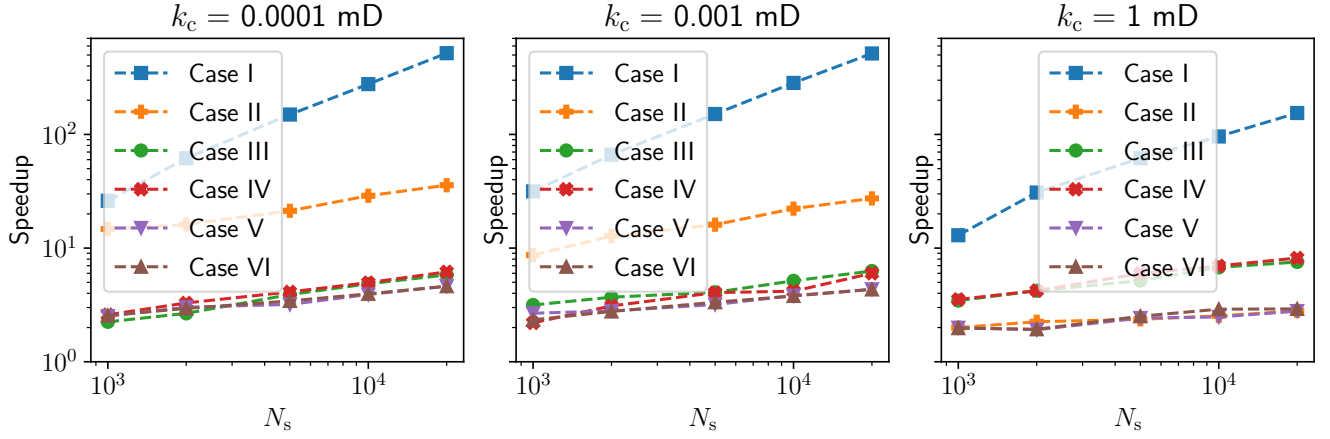 k_c = 0.0001 mD
k_c = 0.001 mD
k_c = 1 mD
Speedup
10^2
10^1
10^0
Case I
Case II
Case III
Case IV
Case V
Case VI
10^3
10^4
N_s
Speedup
Case I
Case II
Case III
Case IV
Case V
Case VI
10^3
10^4
N_s
Speedup
Case I
Case II
Case III
Case IV
Case V
Case VI
10^3
10^4
N_s